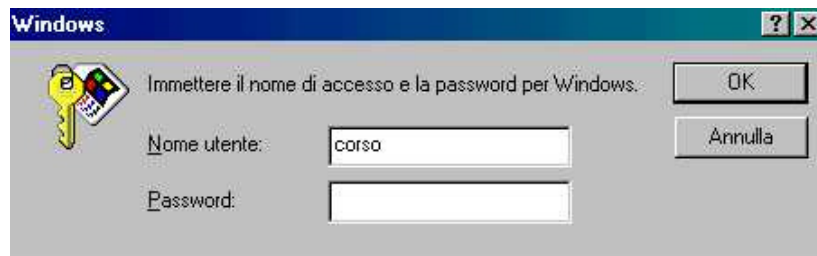 Windows
Immettere il nome di accesso e la password per Windows.
OK
Nome utente:
corso
Annulla
Password: